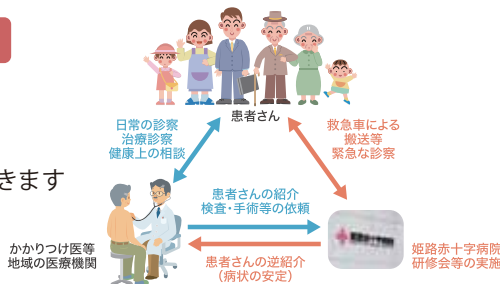 患者さん
日常の診察
治療診察
健康上の相談
救急車による
搬送等
緊急な診察
きます
患者さんの紹介
検査・手術等の依頼
かかりつけ医等
地域の医療機関
患者さんの逆紹介
（病状の安定）
姫路赤十字病院
研修会等の実施